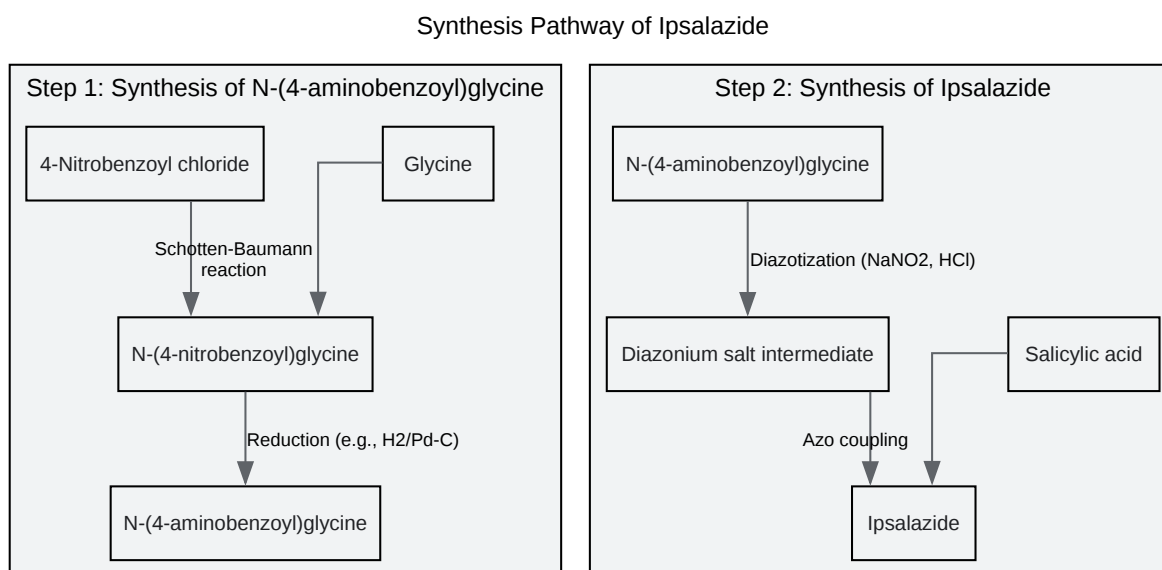 Synthesis Pathway of Ipsalazide
Step 1: Synthesis of N-(4-aminobenzoyl)glycine
4-Nitrobenzoyl chloride
Glycine
Schotten-Baumann
reaction
N-(4-nitrobenzoyl)glycine
Reduction (e.g., H2/Pd-C)
N-(4-aminobenzoyl)glycine
Step 2: Synthesis of Ipsalazide
N-(4-aminobenzoyl)glycine
Diazotization (NaNO2, HCl)
Diazonium salt intermediate
Salicylic acid
Azo coupling
Ipsalazide